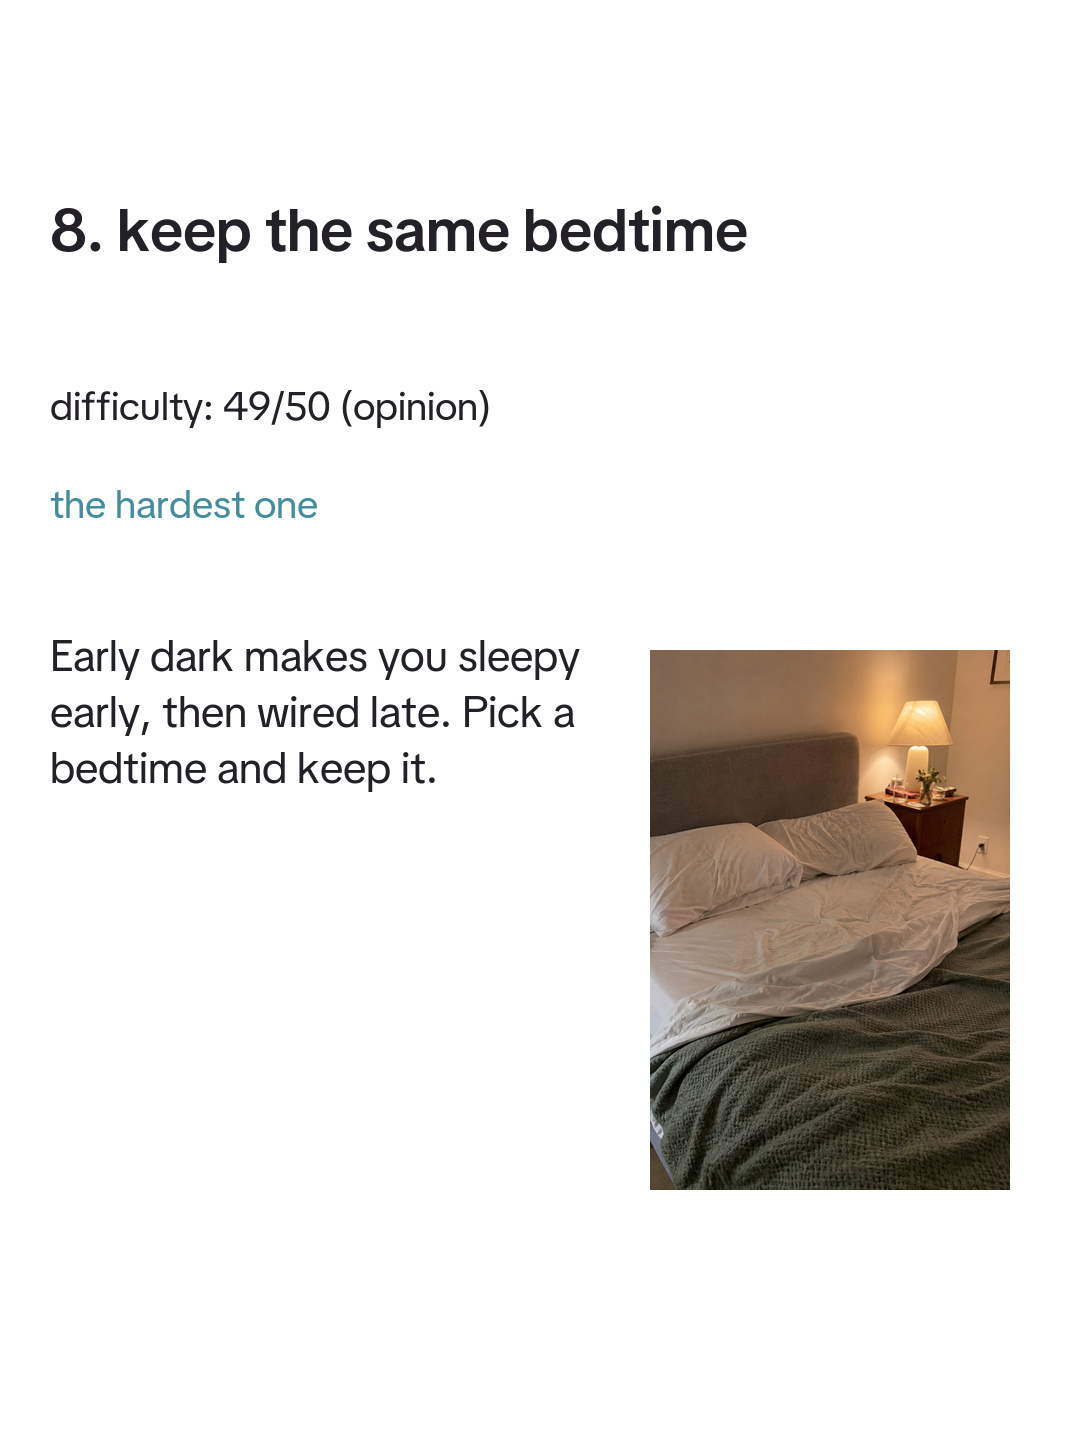 8. keep the same bedtime
difficulty: 49/50 (opinion)
the hardest one
Early dark makes you sleepy
early, then wired late. Pick a
bedtime and keep it.